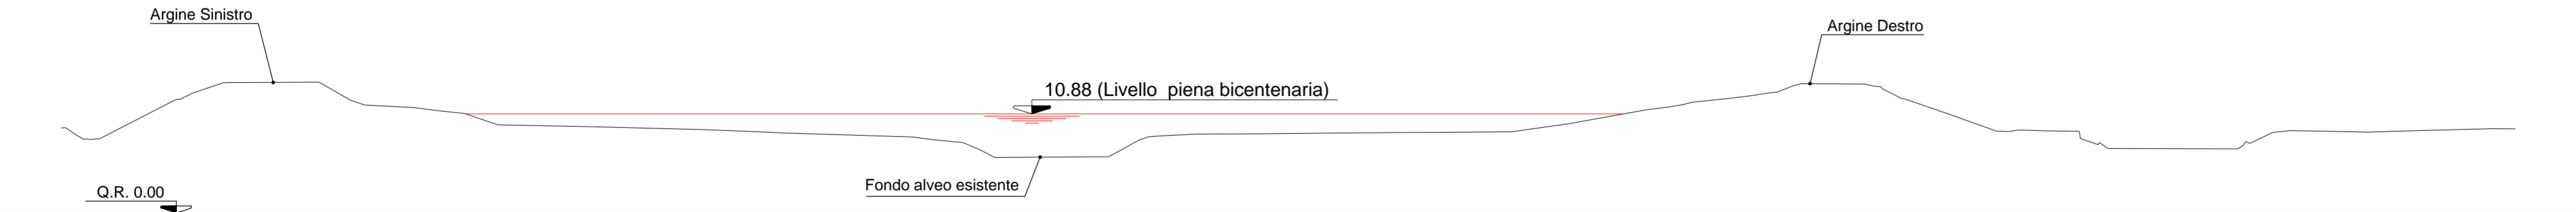 Argine Sinistro
Argine Destro
10.88 (Livello piena bicentenaria)
Fondo alveo esistente
Q.R. 0.00